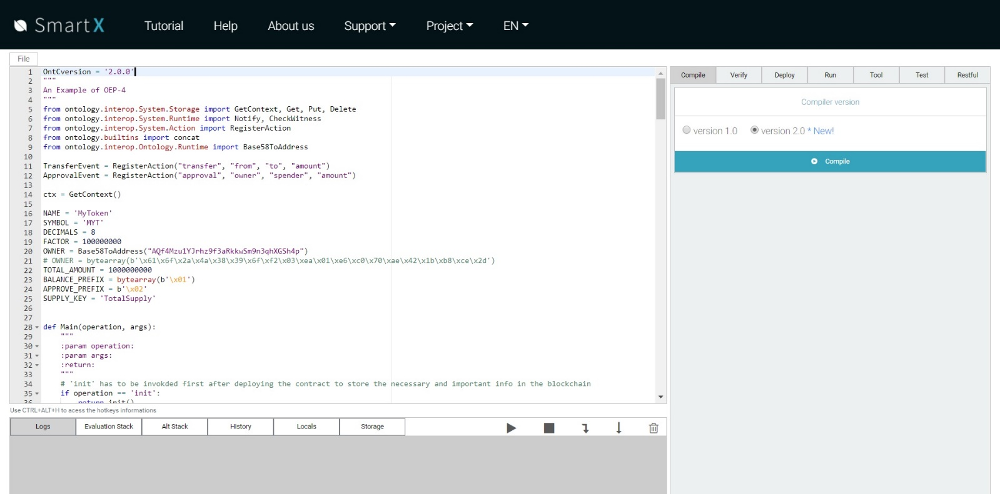 SmartX
Tutorial Help About us Support Project EN
File
1 OntCversion = '2.0.0'
2 """
3 An Example of OEP-4
4 """
5 from ontology.interop.System.Storage import GetContext, Get, Put, Delete
6 from ontology.interop.System.Runtime import Notify, CheckWitness
7 from ontology.interop.System.Action import RegisterAction
8 from ontology.builtins import concat
9 from ontology.interop.Ontology.Runtime import Base58ToAddress
10
11 TransferEvent = RegisterAction("transfer", "from", "to", "amount")
12 ApprovalEvent = RegisterAction("approval", "owner", "spender", "amount")
13
14 ctx = GetContext()
15
16 NAME = 'MyToken'
17 SYMBOL = 'MYT'
18 DECIMALS = 8
19 FACTOR = 100000000
20 OWNER = Base58ToAddress("AQf4Mzu1YJrhz9f3aRkkwSm9n3qhXGSh4p")
21 # OWNER = bytearray(b'\x61\x6f\x2a\x4a\x38\x39\x6f\xf2\x03\xea\x01\xe6\xc0\x70\xae\x42\x1b\xb8\xce\x2d')
22 TOTAL_AMOUNT = 1000000000
23 BALANCE_PREFIX = bytearray(b'\x01')
24 APPROVE_PREFIX = b'\x02'
25 SUPPLY_KEY = 'TotalSupply'
26
27
28 def Main(operation, args):
29 """
30 :param operation:
31 :param args:
32 :return:
33 """
34 # 'init' has to be invokded first after deploying the contract to store the necessary and important info in the blockchain
35 if operation == 'init':
36 return init()
Use CTRL+ALT+H to acess the hotkeys informations
Logs Evaluation Stack Alt Stack History Locals Storage
Compile Verify Deploy Run Tool Test Restful
Compiler version
version 1.0 version 2.0 * New!
Compile